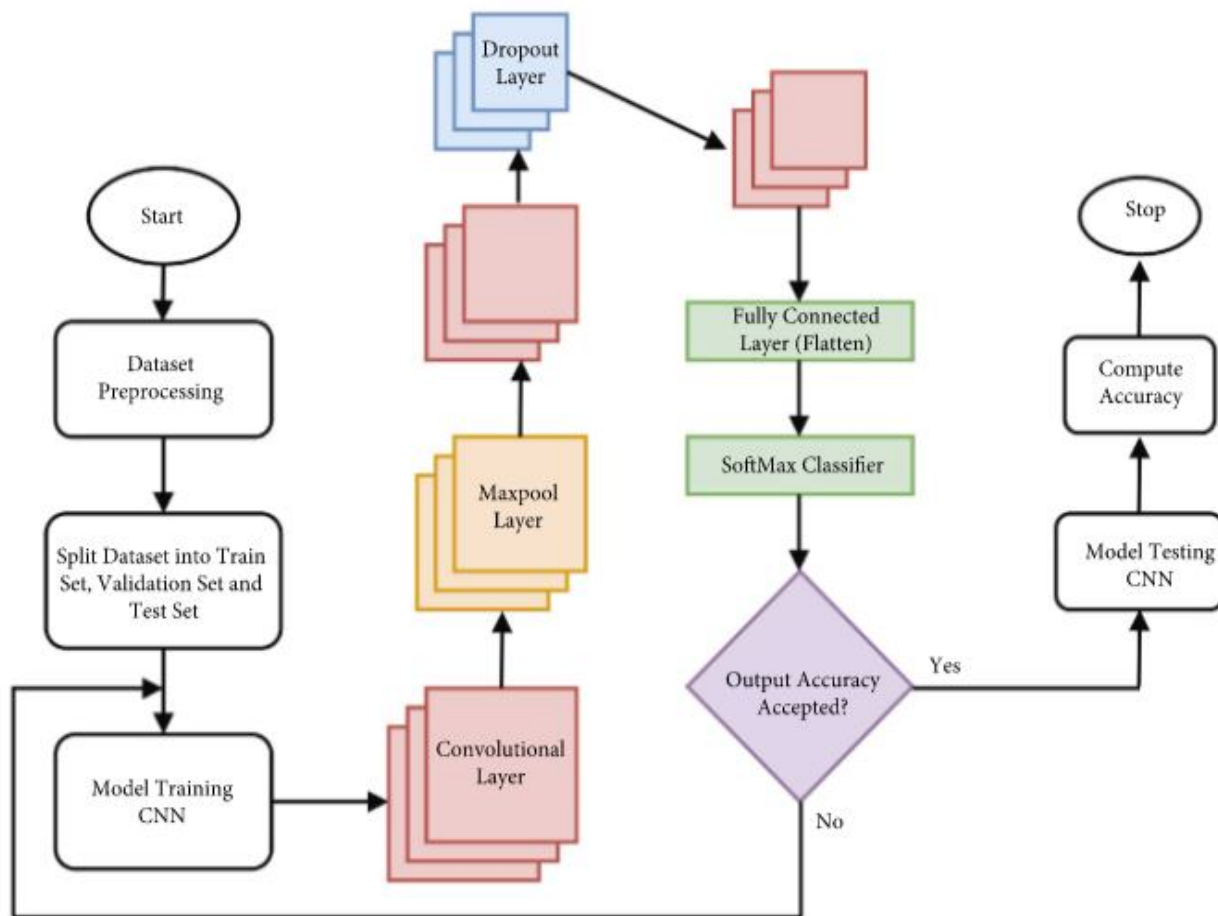 Start
Dataset
Preprocessing
Split Dataset into Train
Set, Validation Set and
Test Set
Model Training
CNN
Convolutional
Layer
Maxpool
Layer
Dropout
Layer
Fully Connected
Layer (Flatten)
SoftMax Classifier
Output Accuracy
Accepted?
No
Yes
Model Testing
CNN
Compute
Accuracy
Stop